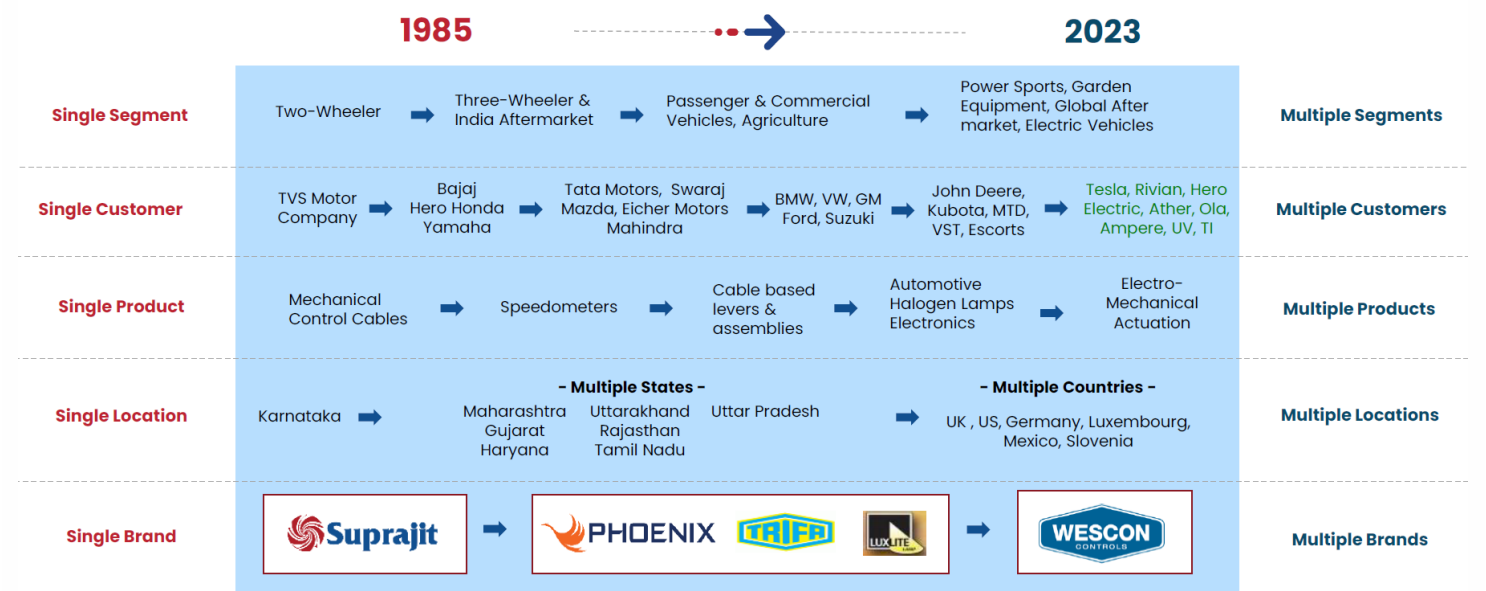 1985
2023
Single Segment
Two-Wheeler
Three-Wheeler &
India Aftermarket
Passenger & Commercial
Vehicles, Agriculture
Power Sports, Garden
Equipment, Global After
market, Electric Vehicles
Multiple Segments
Single Customer
TVS Motor
Company
Bajaj
Hero Honda
Yamaha
Tata Motors, Swaraj
Mazda, Eicher Motors
Mahindra
BMW, VW, GM
Ford, Suzuki
John Deere,
Kubota, MTD,
VST, Escorts
Tesla, Rivian, Hero
Electric, Ather, Ola,
Ampere, UV, TI
Multiple Customers
Single Product
Mechanical
Control Cables
Speedometers
Cable based
levers &
assemblies
Automotive
Halogen Lamps
Electronics
Electro-
Mechanical
Actuation
Multiple Products
Single Location
Karnataka
- Multiple States -
Maharashtra
Gujarat
Haryana
Uttarakhand
Rajasthan
Tamil Nadu
Uttar Pradesh
- Multiple Countries -
UK , US, Germany, Luxembourg,
Mexico, Slovenia
Multiple Locations
Single Brand
Suprajit
PHOENIX
TRIFA
LUXLITE
LAMP
WESCON
CONTROLS
Multiple Brands